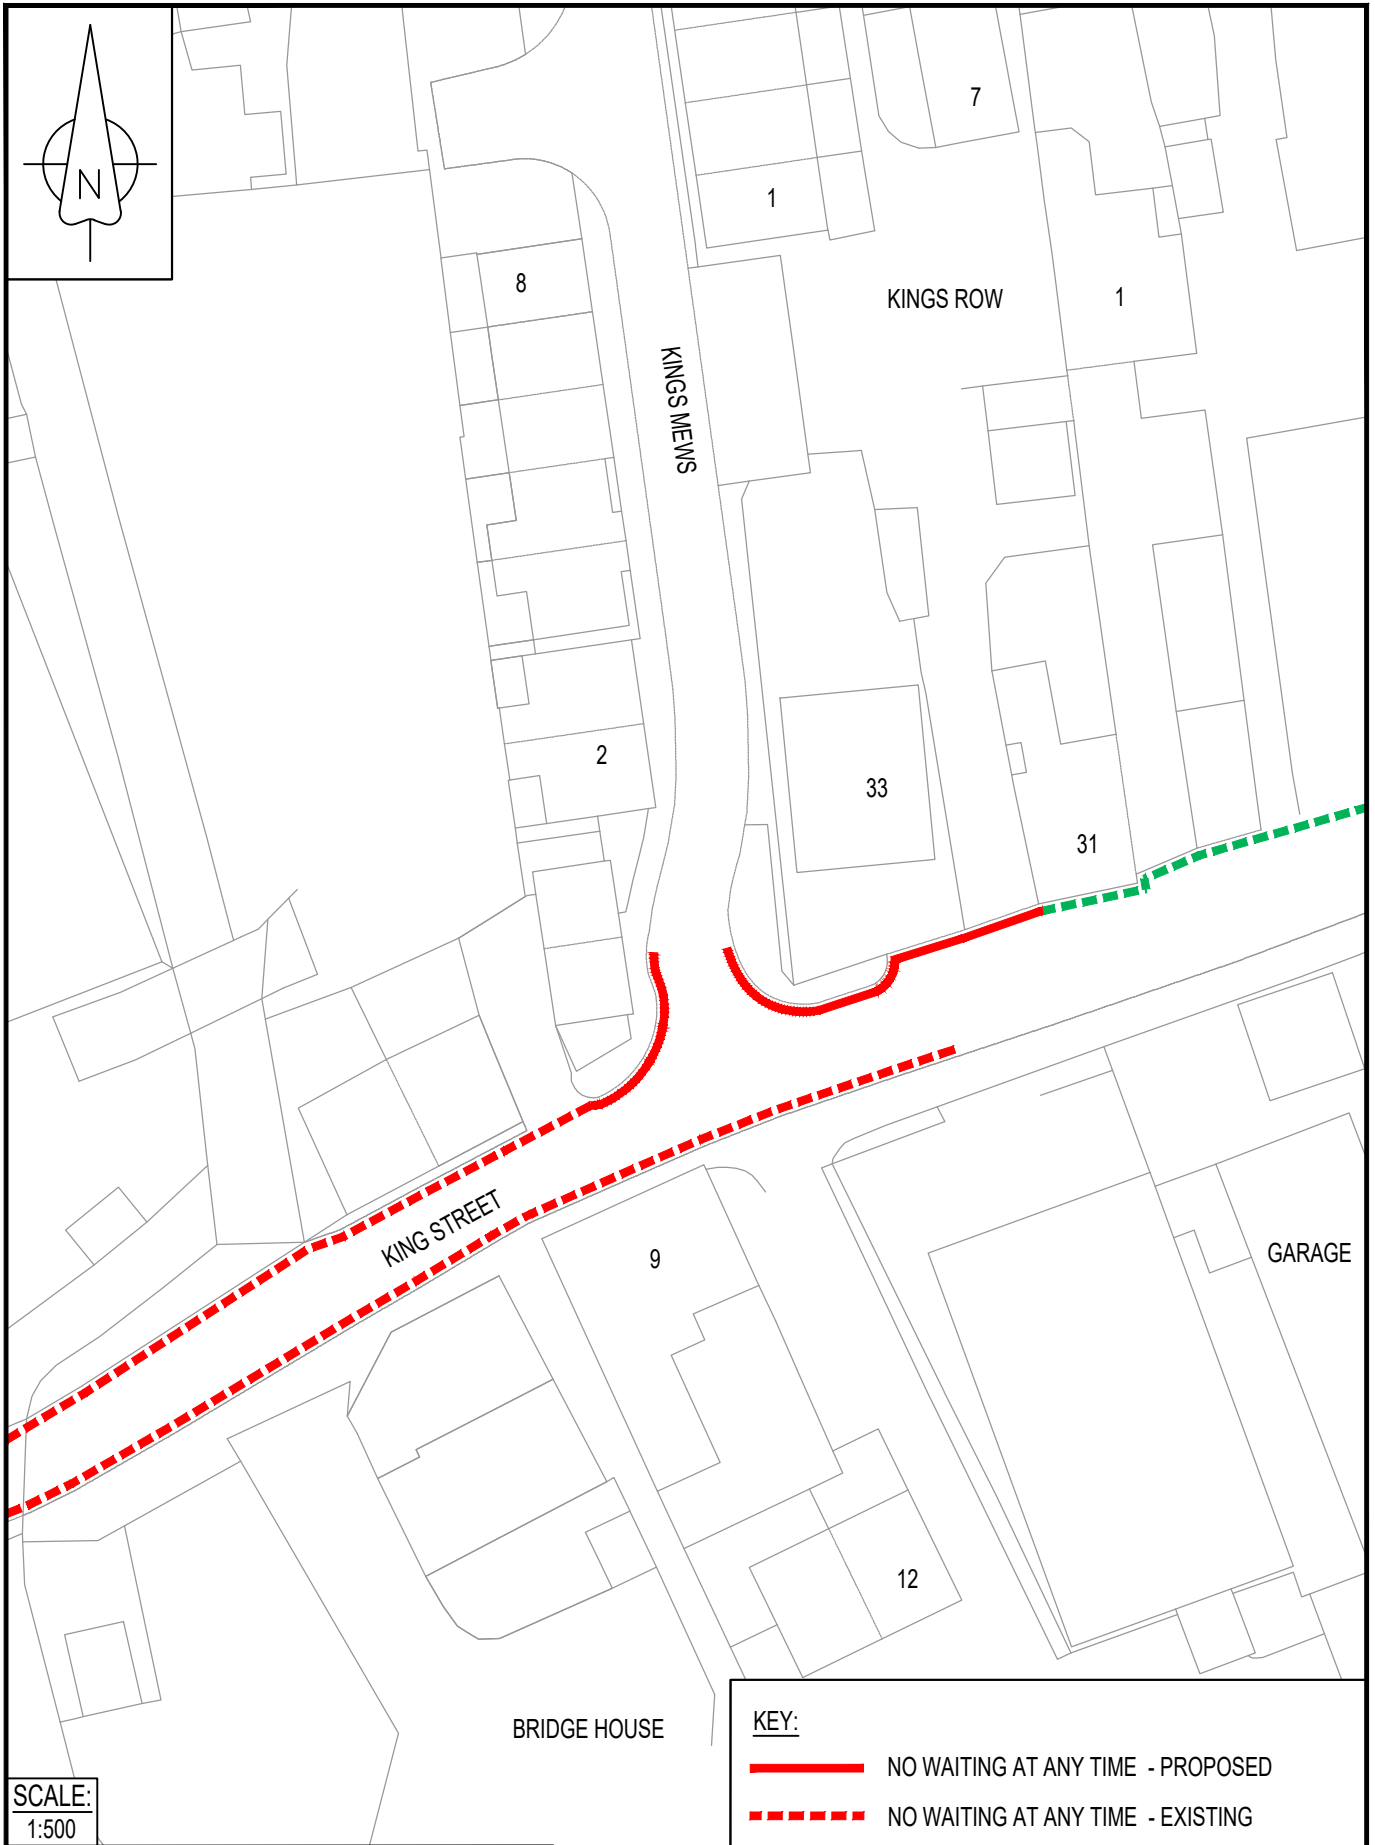 N
7
1
8
KINGS ROW
1
KINGS MEWS
2
33
31
KING STREET
9
GARAGE
12
BRIDGE HOUSE
KEY:
NO WAITING AT ANY TIME - PROPOSED
NO WAITING AT ANY TIME - EXISTING
SCALE:
1:500